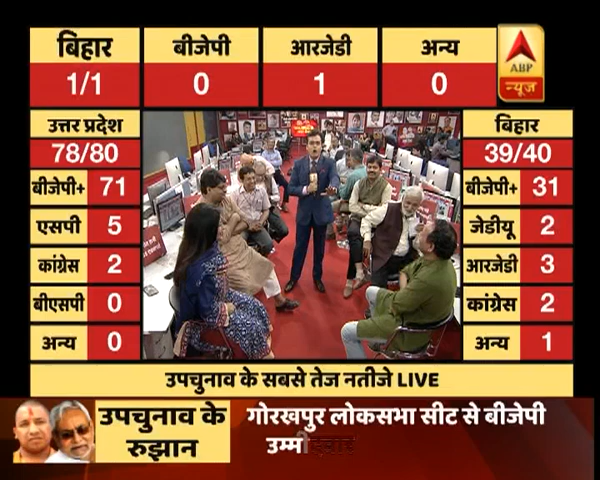 बिहार बीजेपी आरजेडी अन्य
1/1 0 1 0
ABP
न्यूज़
उत्तर प्रदेश
78/80
बीजेपी+ 71
एसपी 5
कांग्रेस 2
बीएसपी 0
अन्य 0
बिहार
39/40
बीजेपी+ 31
जेडीयू 2
आरजेडी 3
कांग्रेस 2
अन्य 1
उपचुनाव के सबसे तेज नतीजे LIVE
उपचुनाव के
रुझान
गोरखपुर लोकसभा सीट से बीजेपी